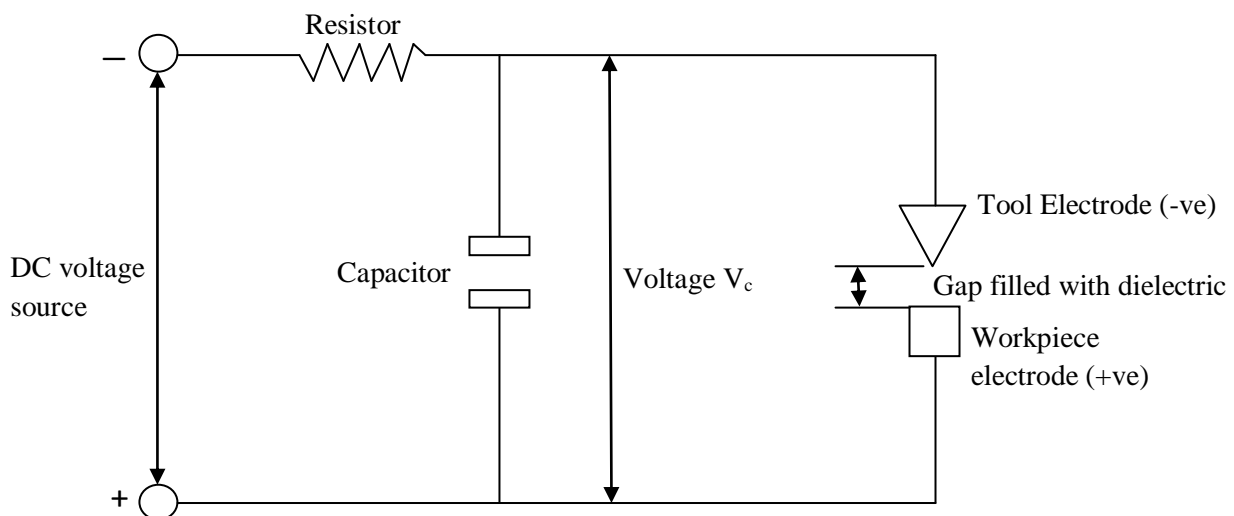 Resistor
–
Tool Electrode (-ve)
DC voltage
source
Capacitor
Voltage Vc
Gap filled with dielectric
Workpiece
electrode (+ve)
+